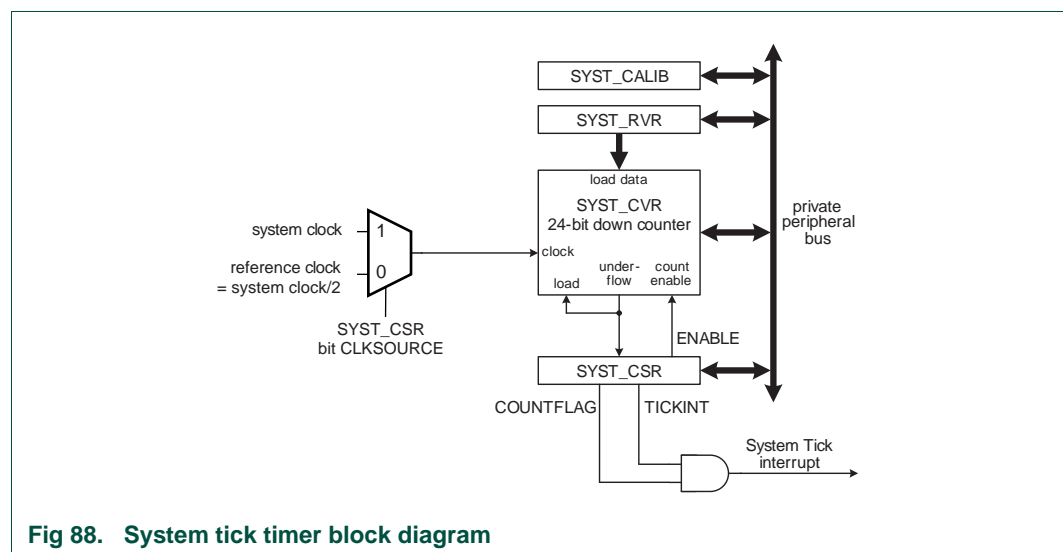 SYST_CALIB
SYST_RVR
load data
SYST_CVR
24-bit down counter
private
peripheral
bus
system clock
1
clock
reference clock
= system clock/2
0
under-
flow
count
enable
load
SYST_CSR
bit CLKSOURCE
ENABLE
SYST_CSR
COUNTFLAG
TICKINT
System Tick
interrupt
Fig 88. System tick timer block diagram